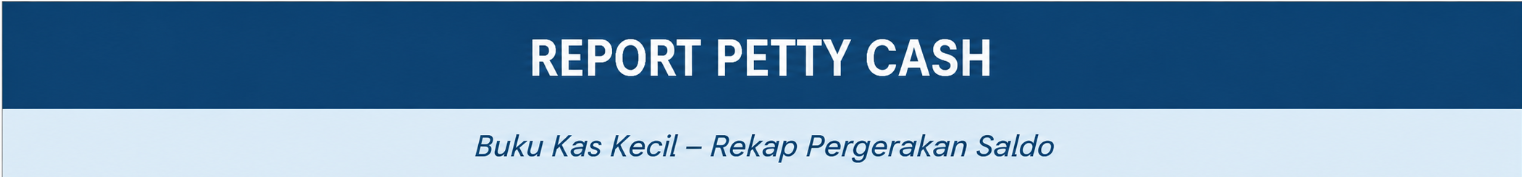 REPORT PETTY CASH
Buku Kas Kecil – Rekap Pergerakan Saldo